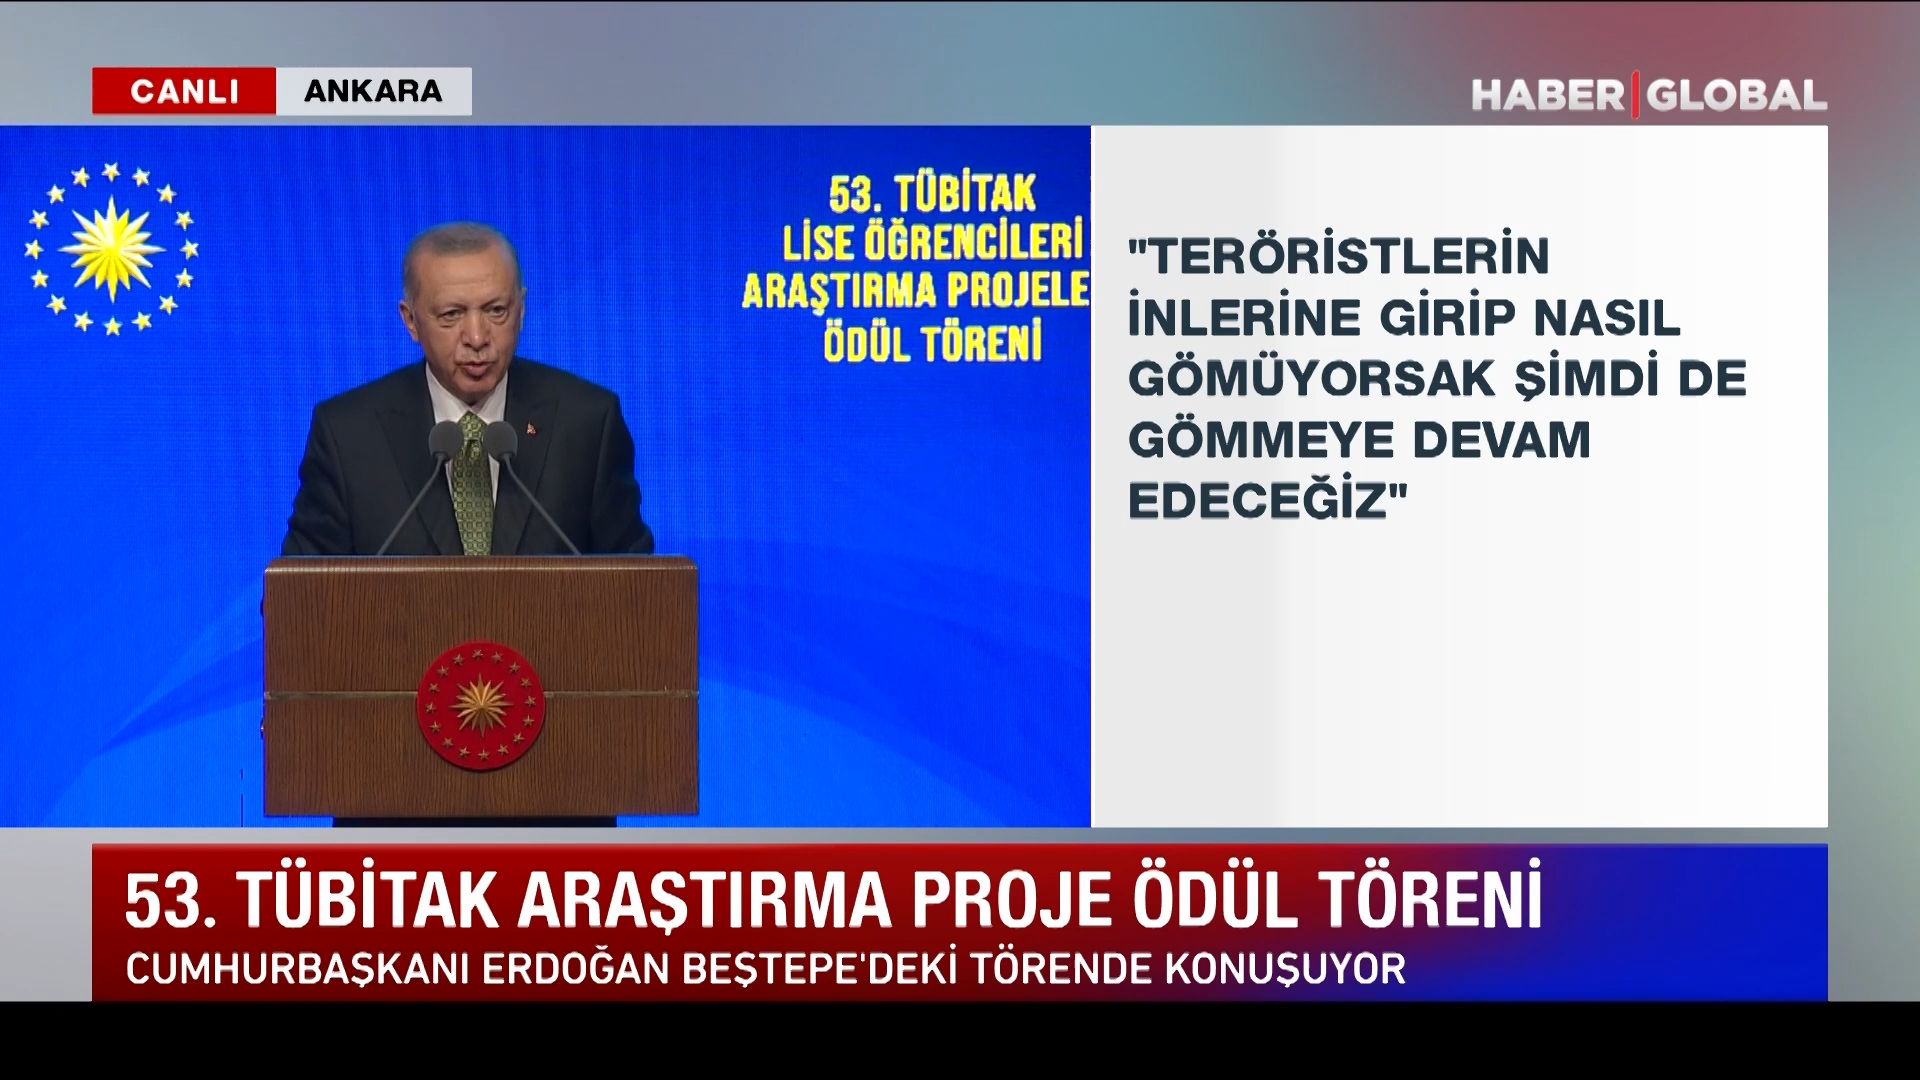 CANLI ANKARA
HABER GLOBAL
53. TÜBİTAK
LİSE ÖĞRENCİLERİ
ARAŞTIRMA PROJELE
ÖDÜL TÖRENİ
"TERÖRİSTLERİN
İNLERİNE GİRİP NASIL
GÖMÜYORSAK ŞİMDİ DE
GÖMMEYE DEVAM
EDECEĞİZ"
53. TÜBİTAK ARAŞTIRMA PROJE ÖDÜL TÖRENİ
CUMHURBAŞKANI ERDOĞAN BEŞTEPE'DEKİ TÖRENDE KONUŞUYOR